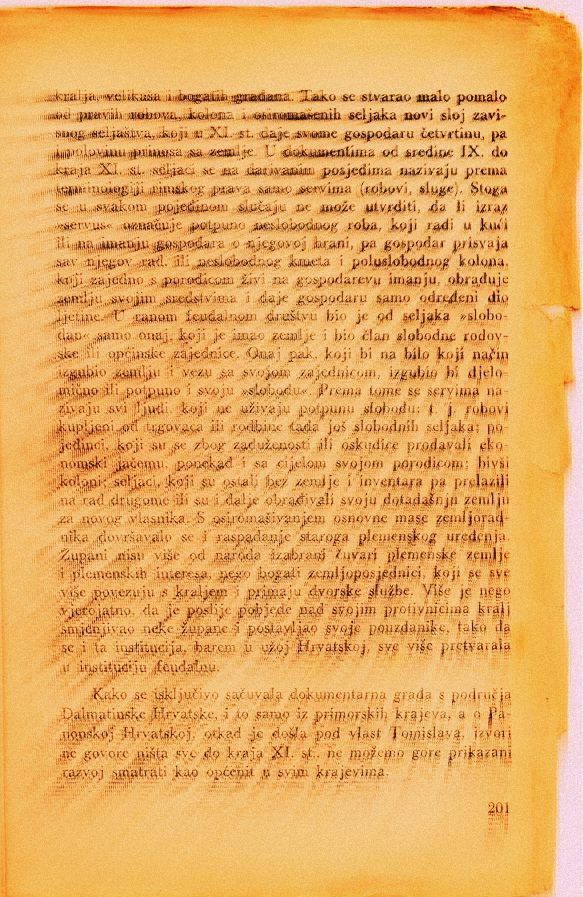 kralja, velikaša i bogatih građana. Tako se stvarao malo pomalo
od pravih robova, kolona i osiromašenih seljaka novi sloj zavi-
snog seljaštva, koji u XI. st. daje svome gospodaru četvrtinu, pa
i polovinu prinosa sa zemlje. U dokumentima od sredine IX. do
kraja XI. st. seljaci se na darivanim posjedima nazivaju prema
terminologiji rimskog prava samo servima (robovi, sluge). Stoga
se u svakom pojedinom slučaju ne može utvrditi, da li izraz
»servus« označuje potpuno neslobodnog roba, koji radi u kući
ili na imanju gospodara o njegovoj hrani, pa gospodar prisvaja
sav njegov rad, ili neslobodnog kmeta i poluslobodnog kolona,
koji zajedno s porodicom živi na gospodarevu imanju, obrađuje
zemlju svojim sredstvima i daje gospodaru samo određeni dio
ljetine. U ranom feudalnom društvu bio je od seljaka »slobo-
dan« samo onaj, koji je imao zemlje i bio član slobodne rodov-
ske ili općinske zajednice. Onaj pak, koji bi na bilo koji način
izgubio zemlju i vezu sa svojom zajednicom, izgubio bi djelo-
mično ili potpuno i svoju »slobodu«. Prema tome se servima na-
zivaju svi ljudi, koji ne uživaju potpunu slobodu: t. j. robovi
kupljeni od trgovaca ili rodbine tada još slobodnih seljaka; po-
jedinci, koji su se zbog zaduženosti ili oskudice prodavali eko-
nomski jačemu, ponekad i sa cijelom svojom porodicom; bivši
koloni; seljaci, koji su ostali bez zemlje i inventara pa prelazili
na rad drugome ili su i dalje obrađivali svoju dotadašnju zemlju
za novog vlasnika. S osiromašivanjem osnovne mase zemljorad-
nika dovršavalo se i raspadanje staroga plemenskog uređenja.
Župani nisu više od naroda izabrani čuvari plemenske zemlje
i plemenskih interesa, nego bogati zemljoposjednici, koji se sve
više povezuju s kraljem i primaju dvorske službe. Više je nego
vjerojatno, da je poslije pobjede nad svojim protivnicima kralj
smjenjivao neke župane i postavljao svoje pouzdanike, tako da
se i ta institucija, barem u užoj Hrvatskoj, sve više pretvarala
u instituciju feudalnu.
Kako se isključivo sačuvala dokumentarna građa s područja
Dalmatinske Hrvatske, i to samo iz primorskih krajeva, a o Pa-
nonskoj Hrvatskoj, otkad je došla pod vlast Tomislava, izvori
ne govore ništa sve do kraja XI. st., ne možemo gore prikazani
razvoj smatrati kao općenit u svim krajevima.
201